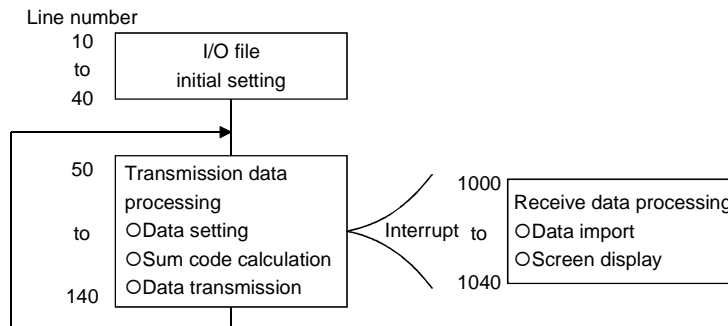 Line number
10
to
40
I/O file
initial setting
50
to
140
Transmission data
processing
○Data setting
○Sum code calculation
○Data transmission
Interrupt
1000
to
1040
Receive data processing
○Data import
○Screen display